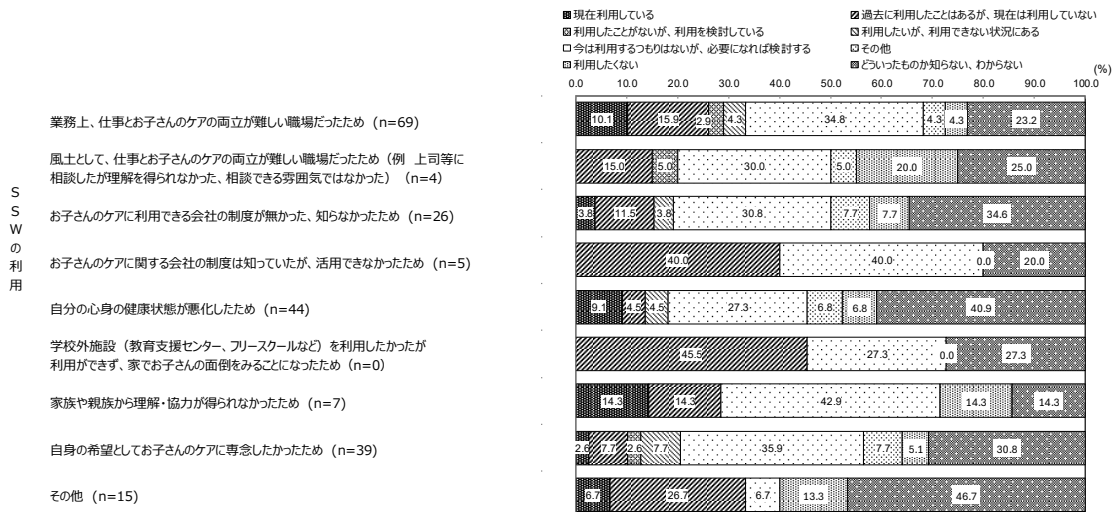 ■現在利用している
過去に利用したことはあるが、現在は利用していない
利用したことがないが、利用を検討している
利用したいが、利用できない状況にある
□今は利用するつもりはないが、必要になれば検討する
その他
利用したくない
どういったものか知らない、わからない
(%)
0.0 10.0 20.0 30.0 40.0 50.0 60.0 70.0 80.0 90.0 100.0
SSWの利用
業務上、仕事とお子さんのケアの両立が難しい職場だったため (n=69)
10.1 15.9 2.9 4.3 34.8 4.3 4.3 23.2
風土として、仕事とお子さんのケアの両立が難しい職場だったため（例 上司等に
相談したが理解を得られなかった、相談できる雰囲気ではなかった） (n=4)
15.0 5.0 30.0 5.0 20.0 25.0
お子さんのケアに利用できる会社の制度が無かった、知らなかったため (n=26)
3.8 11.5 3.8 30.8 7.7 7.7 34.6
お子さんのケアに関する会社の制度は知っていたが、活用できなかったため (n=5)
40.0 40.0 0.0 20.0
自分の心身の健康状態が悪化したため (n=44)
9.1 4.5 4.5 27.3 6.8 6.8 40.9
学校外施設（教育支援センター、フリースクールなど）を利用したかったが
利用ができず、家でお子さんの面倒をみることになったため (n=0)
45.5 27.3 0.0 27.3
家族や親族から理解・協力が得られなかったため (n=7)
14.3 14.3 42.9 14.3 14.3
自身の希望としてお子さんのケアに専念したかったため (n=39)
2.6 7.7 2.6 7.7 35.9 7.7 5.1 30.8
その他 (n=15)
6.7 26.7 6.7 13.3 46.7